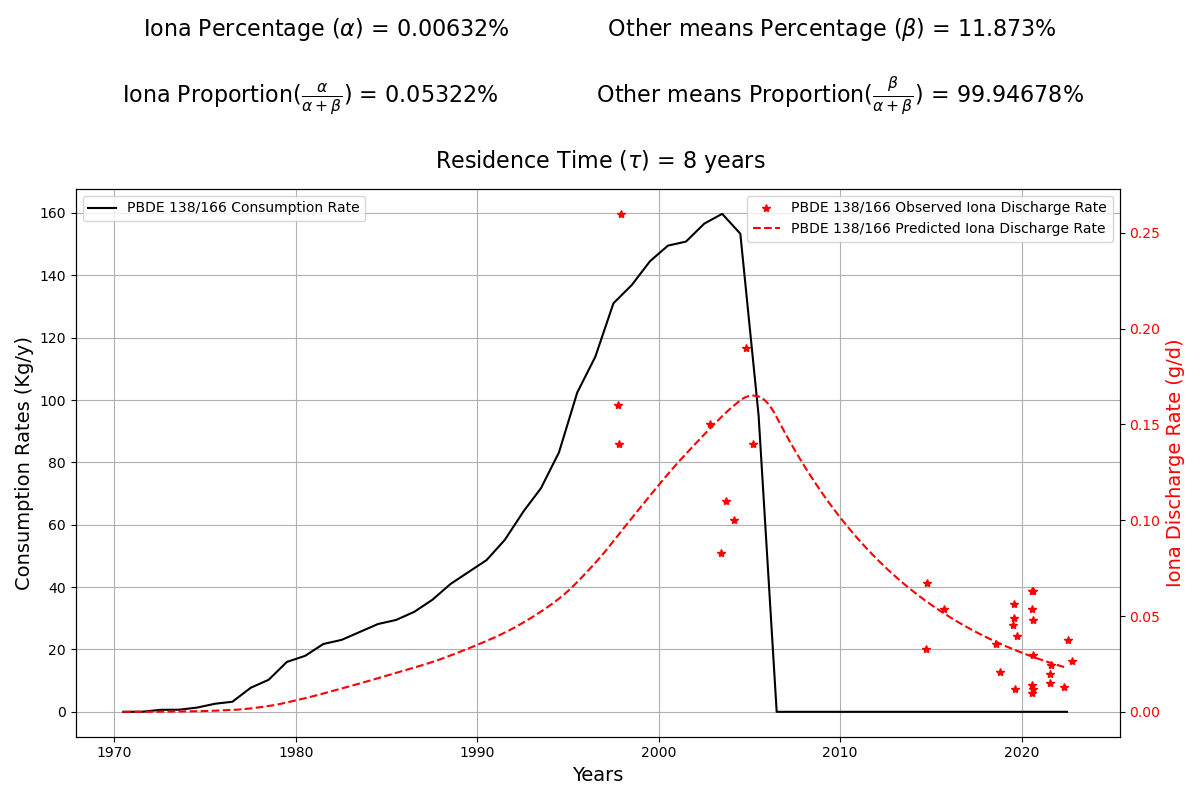 Iona Percentage (α) = 0.00632% Other means Percentage (β) = 11.873%
Iona Proportion(α/(α + β)) = 0.05322% Other means Proportion(β/(α + β)) = 99.94678%
Residence Time (τ) = 8 years
PBDE 138/166 Consumption Rate
PBDE 138/166 Observed Iona Discharge Rate
PBDE 138/166 Predicted Iona Discharge Rate
Consumption Rates (Kg/y)
160
140
120
100
80
60
40
20
0
0.25
0.20
0.15
0.10
0.05
0.00
Iona Discharge Rate (g/d)
1970 1980 1990 2000 2010 2020
Years